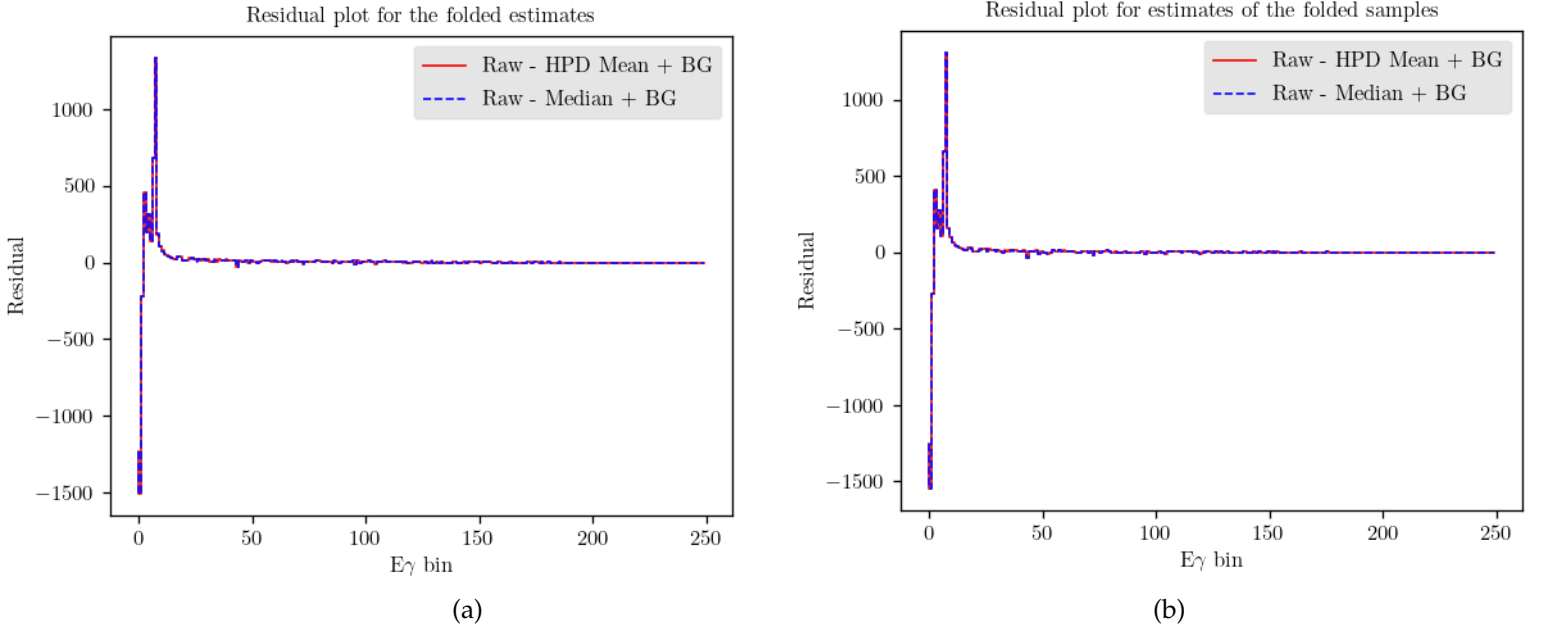 Residual plot for the folded estimates
Raw - HPD Mean + BG
Raw - Median + BG
1000
500
0
−500
−1000
−1500
Residual
0 50 100 150 200 250
Eγ bin
(a)
Residual plot for estimates of the folded samples
Raw - HPD Mean + BG
Raw - Median + BG
1000
500
0
−500
−1000
−1500
Residual
0 50 100 150 200 250
Eγ bin
(b)